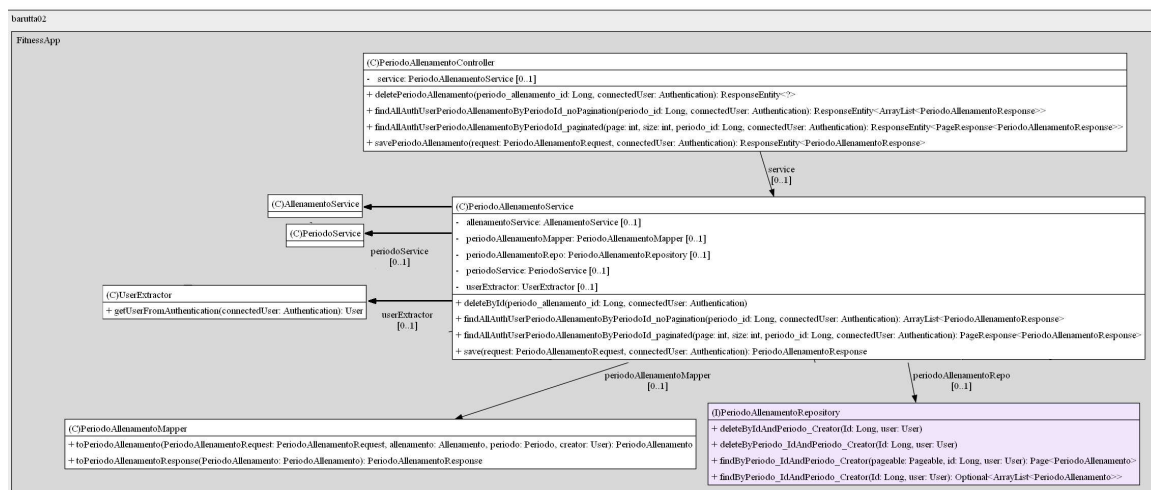 barutta02
FitnessApp
(C)PeriodoAllenamentoController
- service: PeriodoAllenamentoService [0..1]
+ deletePeriodoAllenamento(periodo_allenamento_id: Long, connectedUser: Authentication): ResponseEntity<?>
+ findAllAuthUserPeriodoAllenamentoByPeriodoId_noPagination(periodo_id: Long, connectedUser: Authentication): ResponseEntity<ArrayList<PeriodoAllenamentoResponse>>
+ findAllAuthUserPeriodoAllenamentoByPeriodoId_paginated(page: int, size: int, periodo_id: Long, connectedUser: Authentication): ResponseEntity<PageResponse<PeriodoAllenamentoResponse>>
+ savePeriodoAllenamento(request: PeriodoAllenamentoRequest, connectedUser: Authentication): ResponseEntity<PeriodoAllenamentoResponse>
service
[0..1]
(C)AllenamentoService
(C)PeriodoService
periodoService
[0..1]
(C)PeriodoAllenamentoService
- allenamentoService: AllenamentoService [0..1]
- periodoAllenamentoMapper: PeriodoAllenamentoMapper [0..1]
- periodoAllenamentoRepo: PeriodoAllenamentoRepository [0..1]
- periodoService: PeriodoService [0..1]
- userExtractor: UserExtractor [0..1]
+ deleteById(periodo_allenamento_id: Long, connectedUser: Authentication)
+ findAllAuthUserPeriodoAllenamentoByPeriodoId_noPagination(periodo_id: Long, connectedUser: Authentication): ArrayList<PeriodoAllenamentoResponse>
+ findAllAuthUserPeriodoAllenamentoByPeriodoId_paginated(page: int, size: int, periodo_id: Long, connectedUser: Authentication): PageResponse<PeriodoAllenamentoResponse>
+ save(request: PeriodoAllenamentoRequest, connectedUser: Authentication): PeriodoAllenamentoResponse
(C)UserExtractor
+ getUserFromAuthentication(connectedUser: Authentication): User
userExtractor
[0..1]
periodoAllenamentoMapper
[0..1]
periodoAllenamentoRepo
[0..1]
(C)PeriodoAllenamentoMapper
+ toPeriodoAllenamento(PeriodoAllenamentoRequest: PeriodoAllenamentoRequest, allenamento: Allenamento, periodo: Periodo, creator: User): PeriodoAllenamento
+ toPeriodoAllenamentoResponse(PeriodoAllenamento: PeriodoAllenamento): PeriodoAllenamentoResponse
(I)PeriodoAllenamentoRepository
+ deleteByIdAndPeriodo_Creator(Id: Long, user: User)
+ deleteByPeriodo_IdAndPeriodo_Creator(Id: Long, user: User)
+ findByPeriodo_IdAndPeriodo_Creator(pageable: Pageable, id: Long, user: User): Page<PeriodoAllenamento>
+ findByPeriodo_IdAndPeriodo_Creator(Id: Long, user: User): Optional<ArrayList<PeriodoAllenamento>>